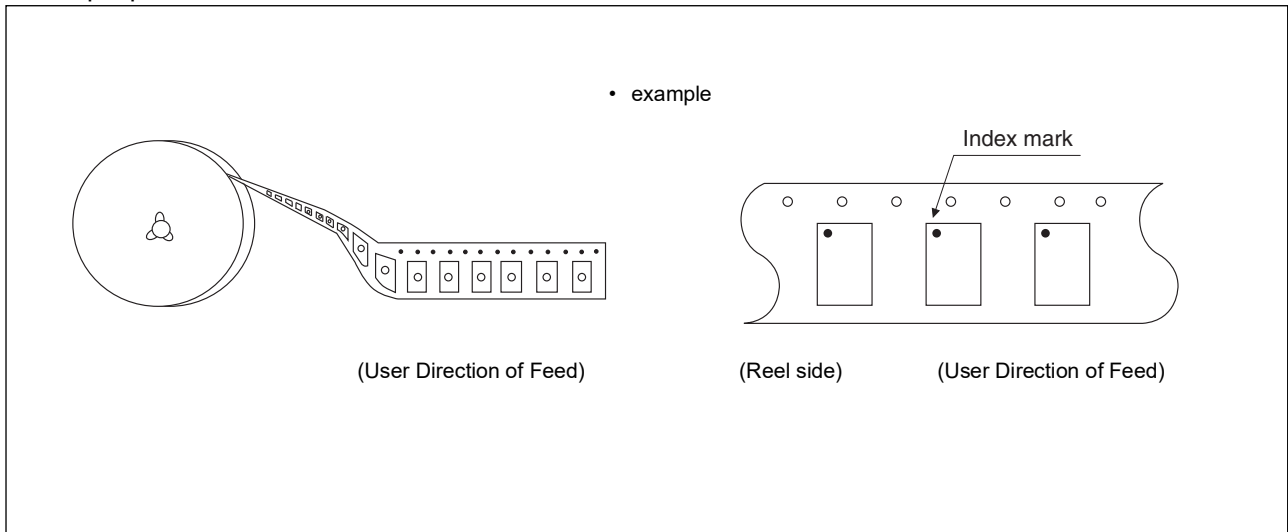 • example
Index mark
(User Direction of Feed)
(Reel side)
(User Direction of Feed)